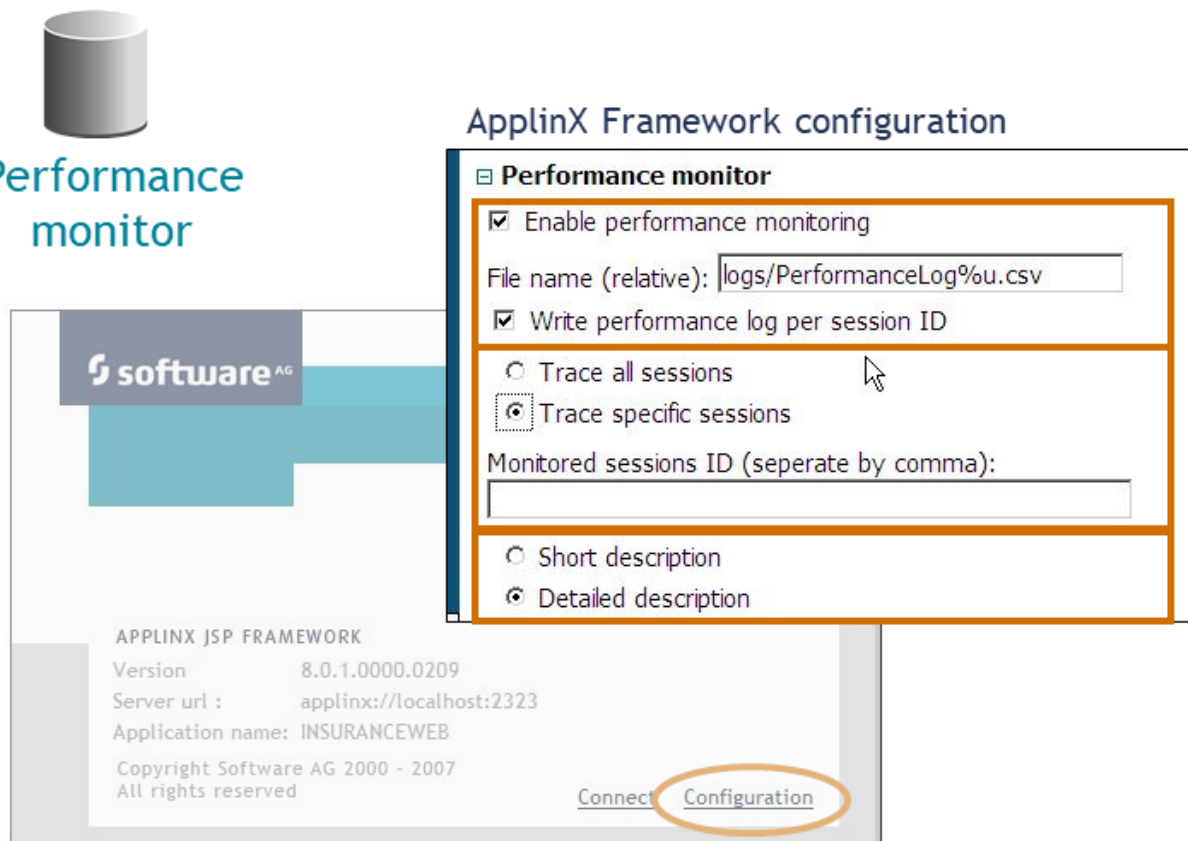 Performance
monitor
ApplinX Framework configuration
Performance monitor
Enable performance monitoring
File name (relative): logs/PerformanceLog%u.csv
Write performance log per session ID
Trace all sessions
Trace specific sessions
Monitored sessions ID (seperate by comma):
Short description
Detailed description
software AG
APPLINX JSP FRAMEWORK
Version 8.0.1.0000.0209
Server url : applinx://localhost:2323
Application name: INSURANCEWEB
Copyright Software AG 2000 - 2007
All rights reserved
Connect Configuration